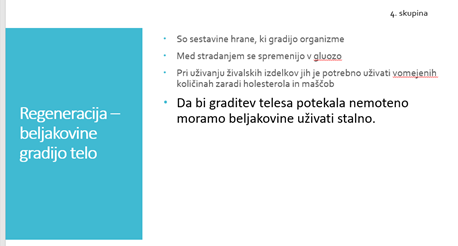 4. skupina
Regeneracija –
beljakovine
gradijo telo
• So sestavine hrane, ki gradijo organizme
• Med stradanjem se spremenijo v gluozo
• Pri uživanju živalskih izdelkov jih je potrebno uživati vomejenih
količinah zaradi holesterola in maščob
• Da bi graditev telesa potekala nemoteno
moramo beljakovine uživati stalno.